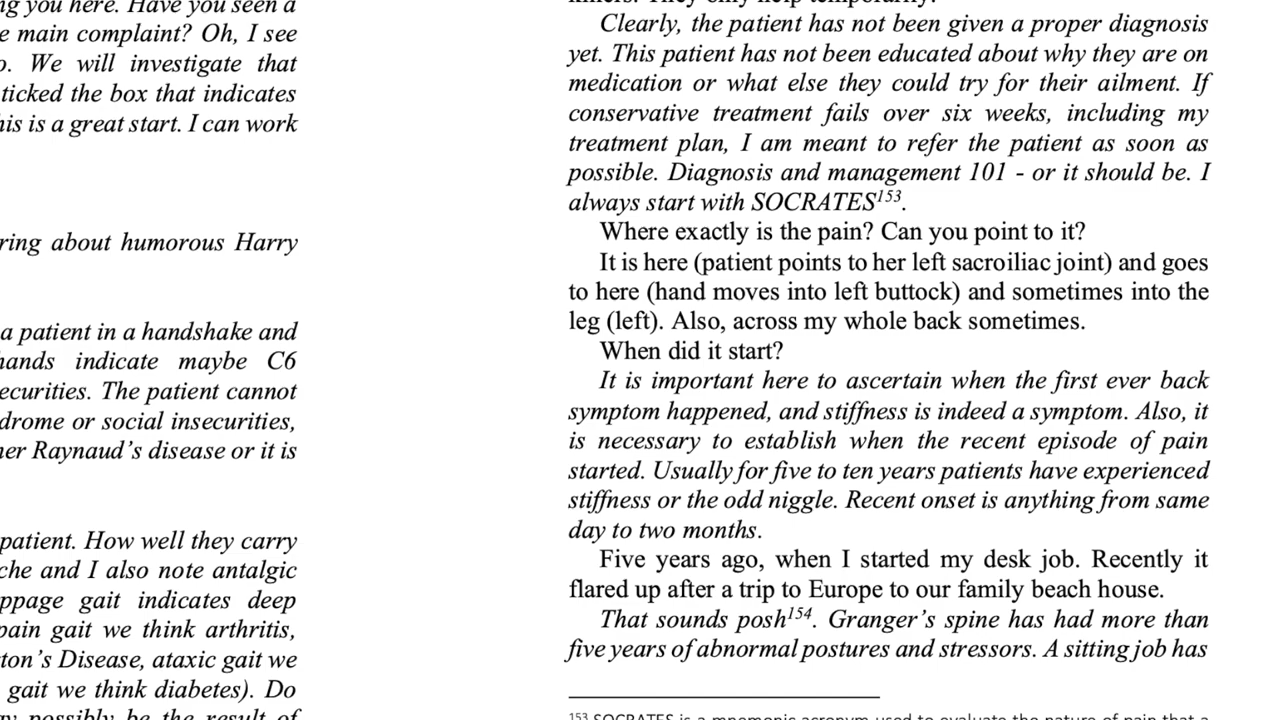 ng you here. Have you seen a
e main complaint? Oh, I see
o. We will investigate that
ticked the box that indicates
his is a great start. I can work
ring about humorous Harry
a patient in a handshake and
hands indicate maybe C6
ecurities. The patient cannot
drome or social insecurities,
her Raynaud's disease or it is
patient. How well they carry
che and I also note antalgic
ppage gait indicates deep
pain gait we think arthritis,
ton's Disease, ataxic gait we
gait we think diabetes). Do
possibly be the result of
They only help temporarily.
Clearly, the patient has not been given a proper diagnosis
yet. This patient has not been educated about why they are on
medication or what else they could try for their ailment. If
conservative treatment fails over six weeks, including my
treatment plan, I am meant to refer the patient as soon as
possible. Diagnosis and management 101 - or it should be. I
always start with SOCRATES153.
Where exactly is the pain? Can you point to it?
It is here (patient points to her left sacroiliac joint) and goes
to here (hand moves into left buttock) and sometimes into the
leg (left). Also, across my whole back sometimes.
When did it start?
It is important here to ascertain when the first ever back
symptom happened, and stiffness is indeed a symptom. Also, it
is necessary to establish when the recent episode of pain
started. Usually for five to ten years patients have experienced
stiffness or the odd niggle. Recent onset is anything from same
day to two months.
Five years ago, when I started my desk job. Recently it
flared up after a trip to Europe to our family beach house.
That sounds posh154. Granger's spine has had more than
five years of abnormal postures and stressors. A sitting job has
153 SOCRATES is a mnemonic acronym used to evaluate the nature of pain that a